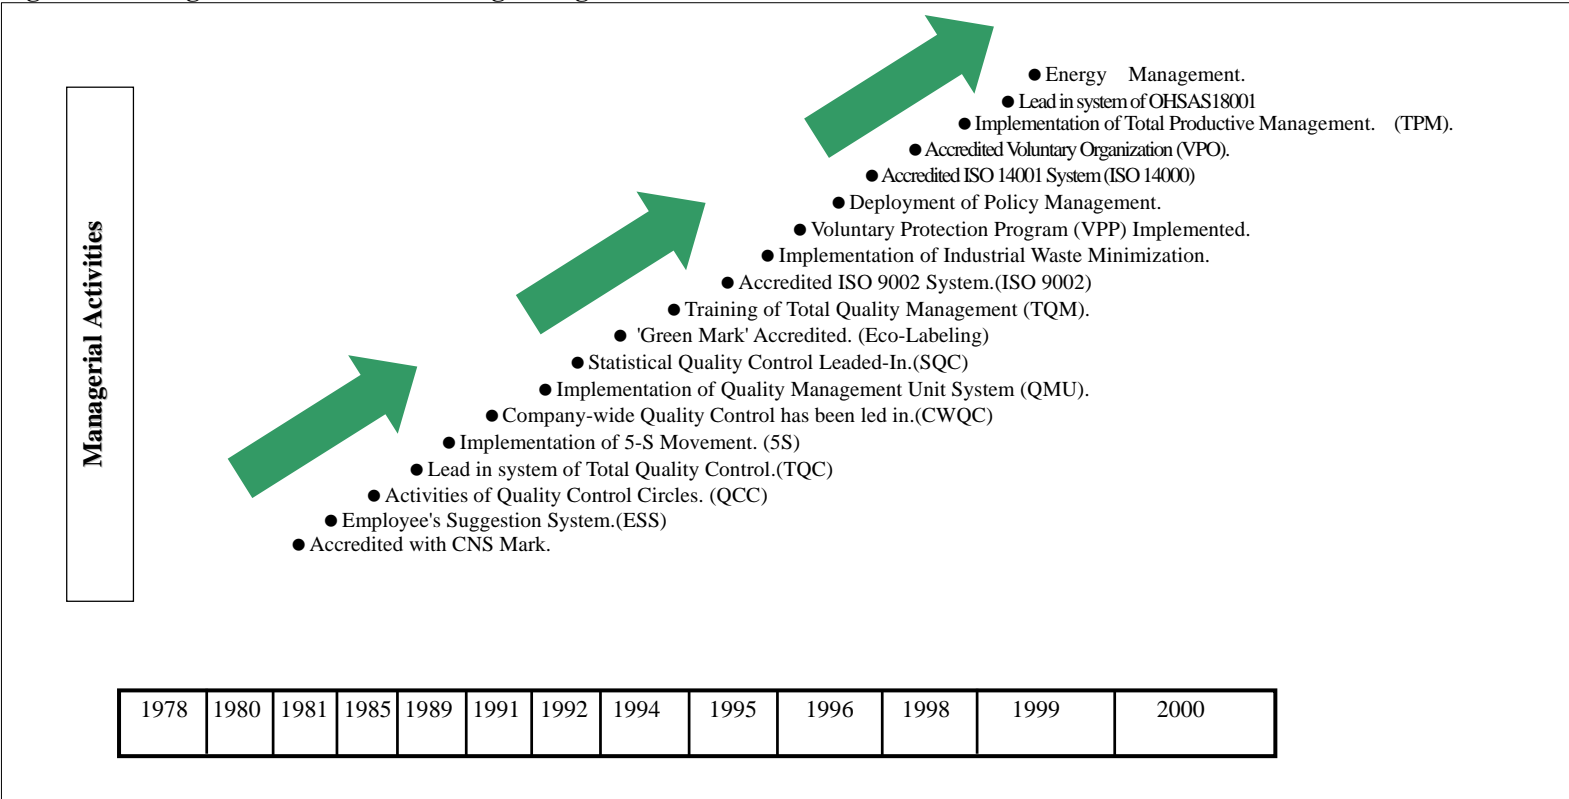 Managerial Activities
● Energy Management.
● Lead in system of OHSAS18001
● Implementation of Total Productive Management. (TPM).
● Accredited Voluntary Organization (VPO).
● Accredited ISO 14001 System (ISO 14000)
● Deployment of Policy Management.
● Voluntary Protection Program (VPP) Implemented.
● Implementation of Industrial Waste Minimization.
● Accredited ISO 9002 System.(ISO 9002)
● Training of Total Quality Management (TQM).
● 'Green Mark' Accredited. (Eco-Labeling)
● Statistical Quality Control Leaded-In.(SQC)
● Implementation of Quality Management Unit System (QMU).
● Company-wide Quality Control has been led in.(CWQC)
● Implementation of 5-S Movement. (5S)
● Lead in system of Total Quality Control.(TQC)
● Activities of Quality Control Circles. (QCC)
● Employee's Suggestion System.(ESS)
● Accredited with CNS Mark.
1978 1980 1981 1985 1989 1991 1992 1994 1995 1996 1998 1999 2000